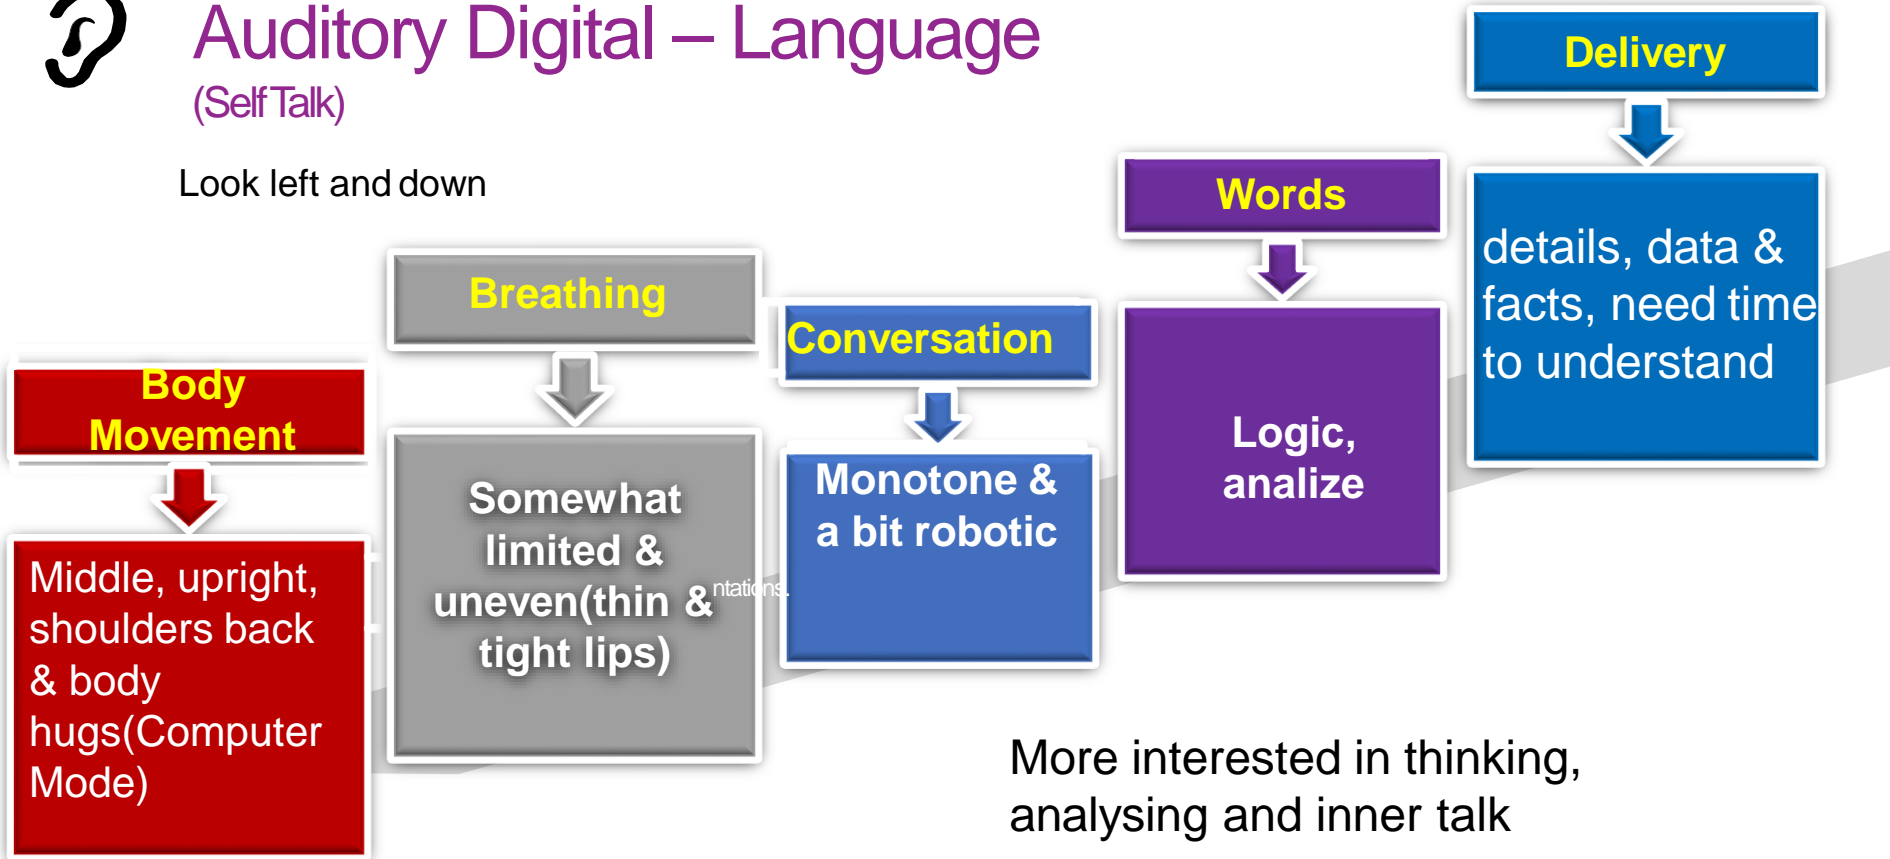 Auditory Digital – Language
(Self Talk)
Look left and down
Body
Movement
Middle, upright,
shoulders back
& body
hugs(Computer
Mode)
Breathing
Somewhat
limited &
uneven(thin &
tight lips)
ntations.
Conversation
Monotone &
a bit robotic
Words
Logic,
analize
Delivery
details, data &
facts, need time
to understand
More interested in thinking,
analysing and inner talk